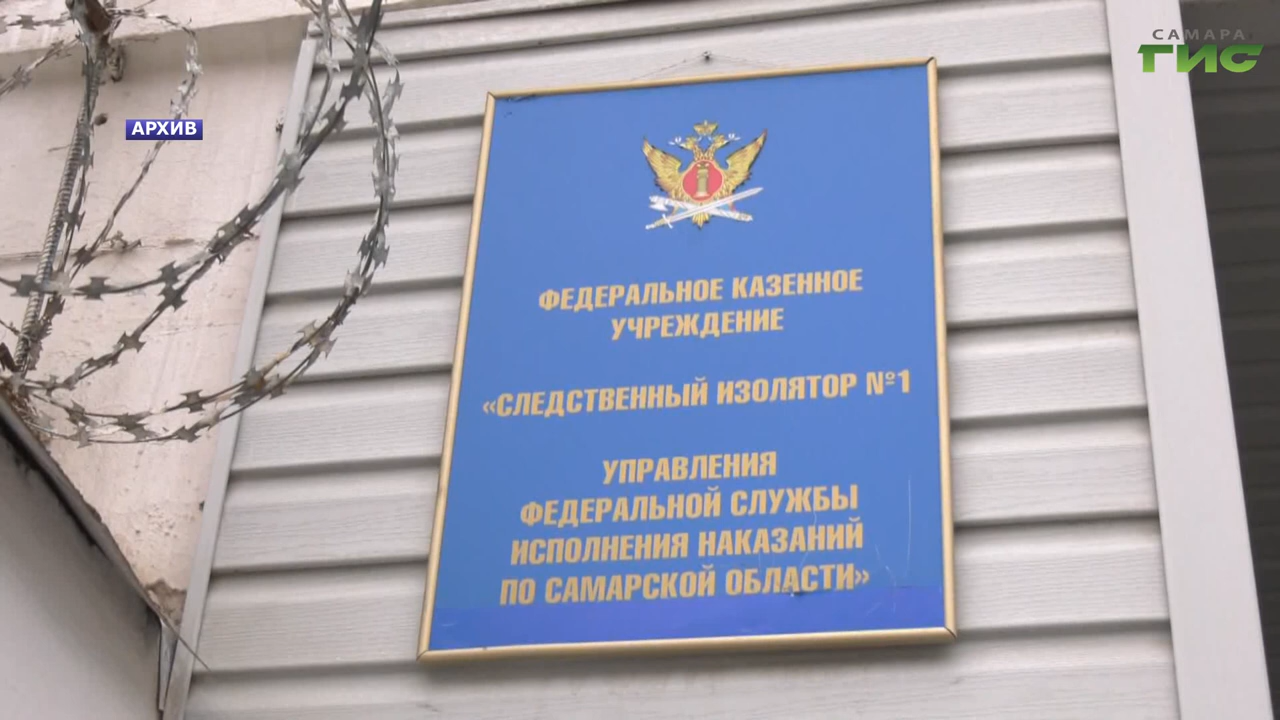 САМАРА
ГИС
АРХИВ
ФЕДЕРАЛЬНОЕ КАЗЕННОЕ
УЧРЕЖДЕНИЕ
«СЛЕДСТВЕННЫЙ ИЗОЛЯТОР №1
УПРАВЛЕНИЯ
ФЕДЕРАЛЬНОЙ СЛУЖБЫ
ИСПОЛНЕНИЯ НАКАЗАНИЙ
ПО САМАРСКОЙ ОБЛАСТИ»